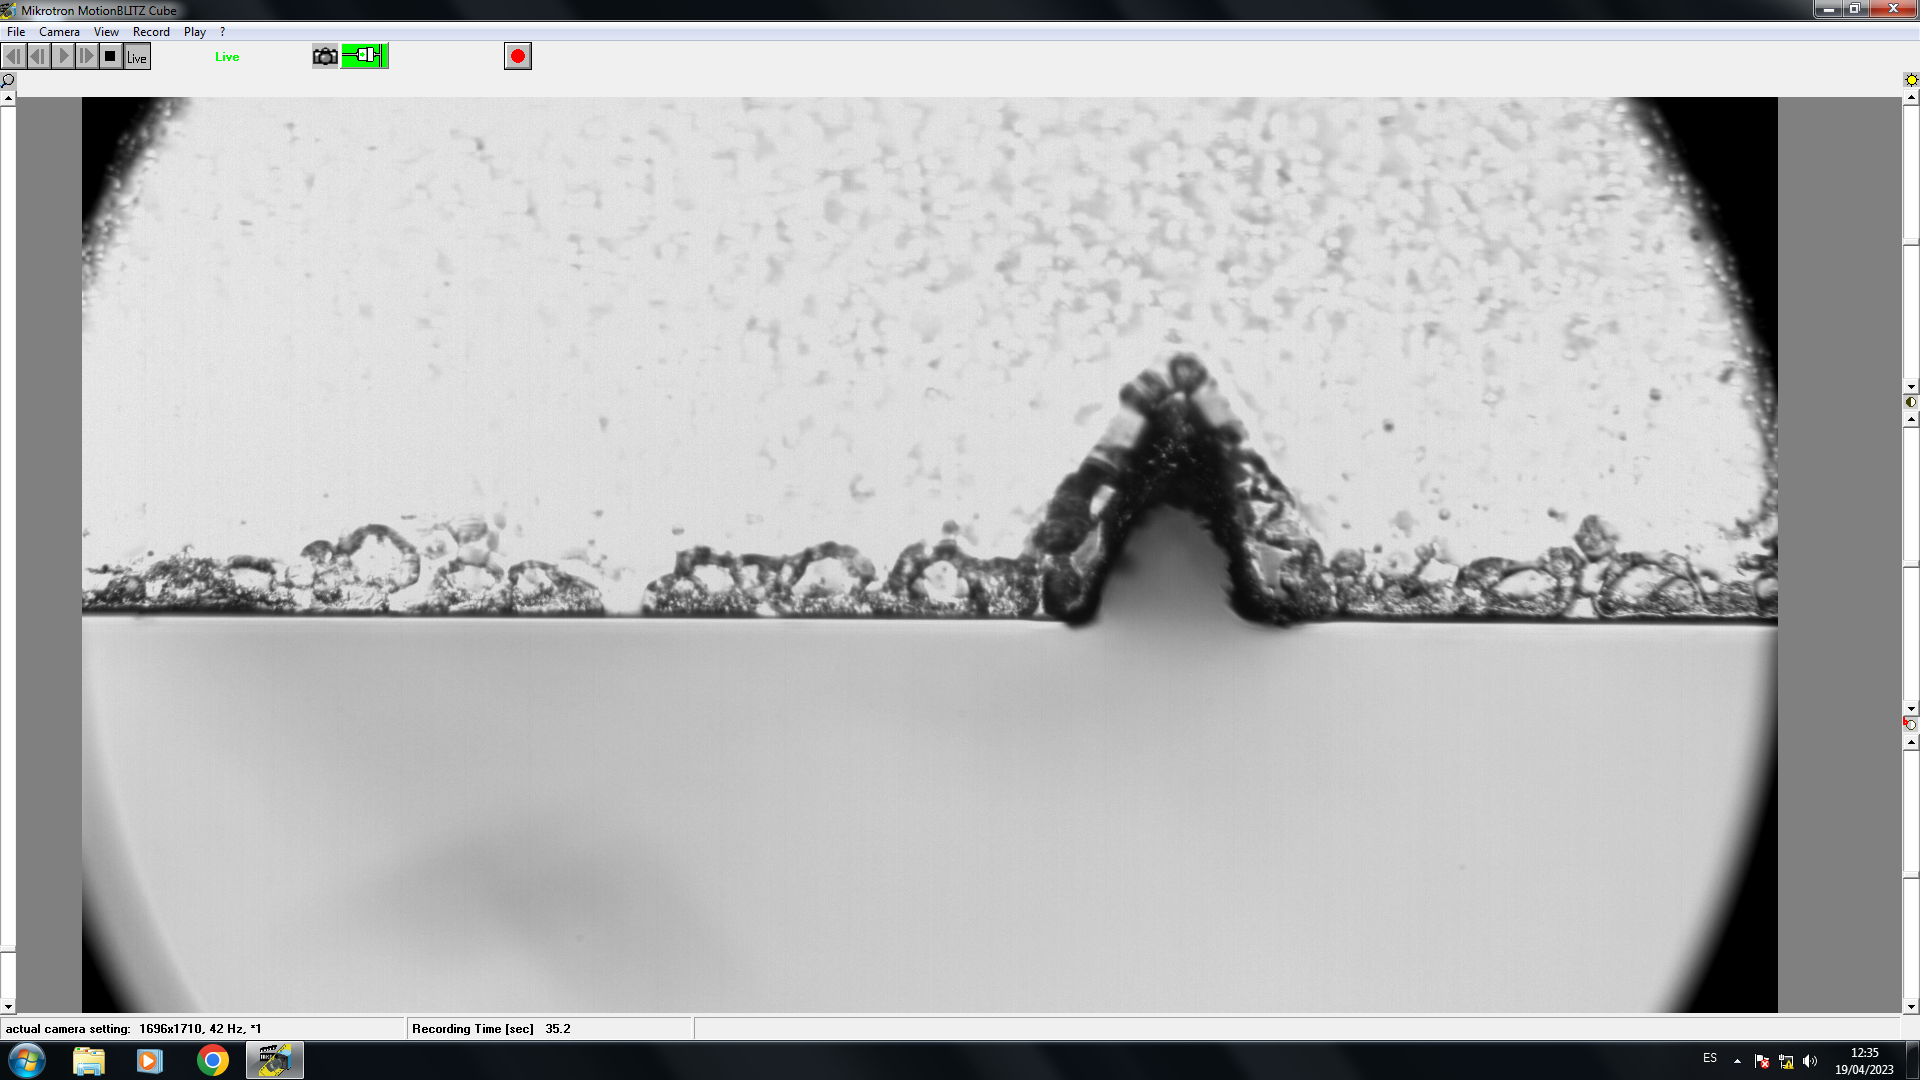 Mikrotron MotionBLITZ Cube
File Camera View Record Play ?
Live Live
actual camera setting: 1696x1710, 42 Hz, *1 Recording Time [sec] 35.2
ES 12:35
19/04/2023